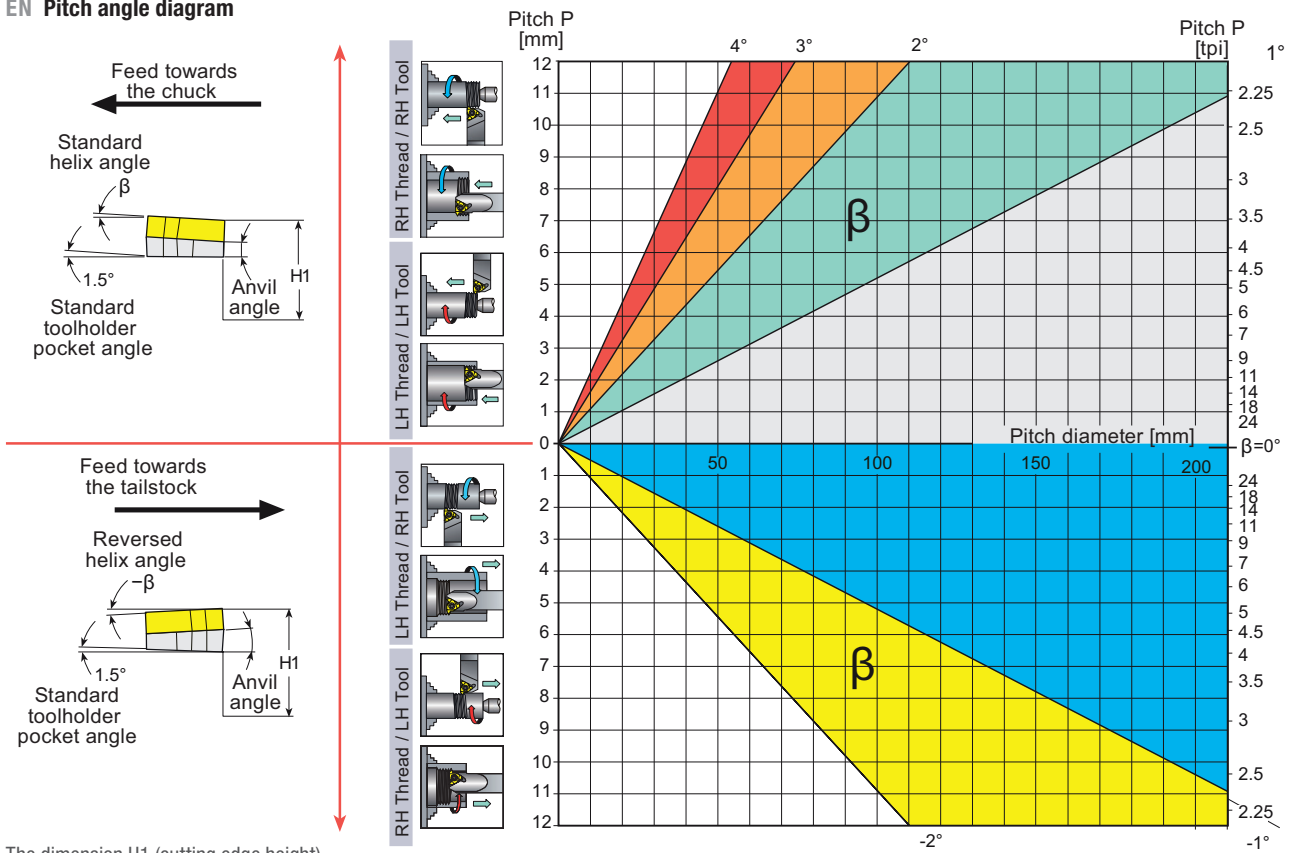 EN Pitch angle diagram
Feed towards
the chuck
Standard
helix angle
β
1.5°
Standard
toolholder
pocket angle
Anvil
angle
H1
Feed towards
the tailstock
Reversed
helix angle
−β
1.5°
Standard
toolholder
pocket angle
Anvil
angle
H1
RH Thread / RH Tool
LH Thread / LH Tool
LH Thread / RH Tool
RH Thread / LH Tool
Pitch P
[mm]
4°
3°
2°
Pitch P
[tpi]
1°
12
11
10
9
8
7
6
5
4
3
2
1
0
1
2
3
4
5
6
7
8
9
10
11
12
β
Pitch diameter [mm]
50
100
150
200
β
2.25
2.5
3
3.5
4
4.5
5
6
7
9
11
14
18
24
β=0°
24
18
14
11
9
7
6
5
4.5
4
3.5
3
2.5
2.25
-2°
-1°
The dimension H1 (cutting edge height)